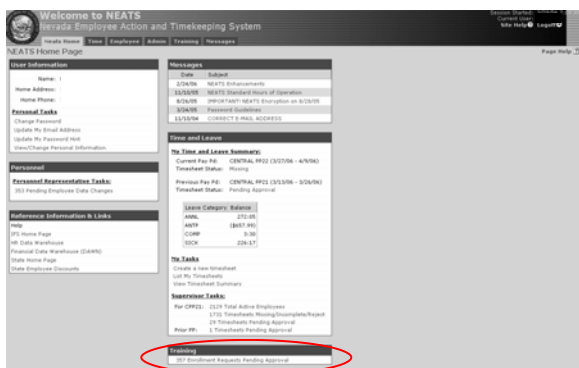 Welcome to NEATS
Nevada Employee Action and Timekeeping System
Session Started:
Current User:
Site Help
Logoff
Neats Home Time Employee Admin Training Messages
NEATS Home Page
Page Help
User Information
Name:
Home Address:
Home Phone:
Personal Tasks
Change Password
Update My Email Address
Update My Password Hint
View/Change Personal Information
Personnel
Personnel Representative Tasks:
353 Pending Employee Data Changes
Reference Information & Links
Help
IFS Home Page
HR Data Warehouse
Financial Data Warehouse (DAWN)
State Home Page
State Employee Discounts
Messages
Date Subject
2/24/06 NEATS Enhancements
11/10/05 NEATS Standard Hours of Operation
8/26/05 IMPORTANT! NEATS Encryption on 8/28/05
3/24/05 Password Guidelines
11/10/04 CORRECT E-MAIL ADDRESS
Time and Leave
My Time and Leave Summary:
Current Pay Pd: CENTRAL PP22 (3/27/06 - 4/9/06)
Timesheet Status: Missing
Previous Pay Pd: CENTRAL PP21 (3/13/06 - 3/26/06)
Timesheet Status: Pending Approval
Leave Category Balance
ANNL 272:05
ANTP ($657.99)
COMP 3:30
SICK 226:17
My Tasks
Create a new timesheet
List My Timesheets
View Timesheet Summary
Supervisor Tasks:
For CPP21: 2129 Total Active Employees
1731 Timesheets Missing/Incomplete/Reject
29 Timesheets Pending Approval
Prior PP: 1 Timesheets Pending Approval
Training
357 Enrollment Requests Pending Approval